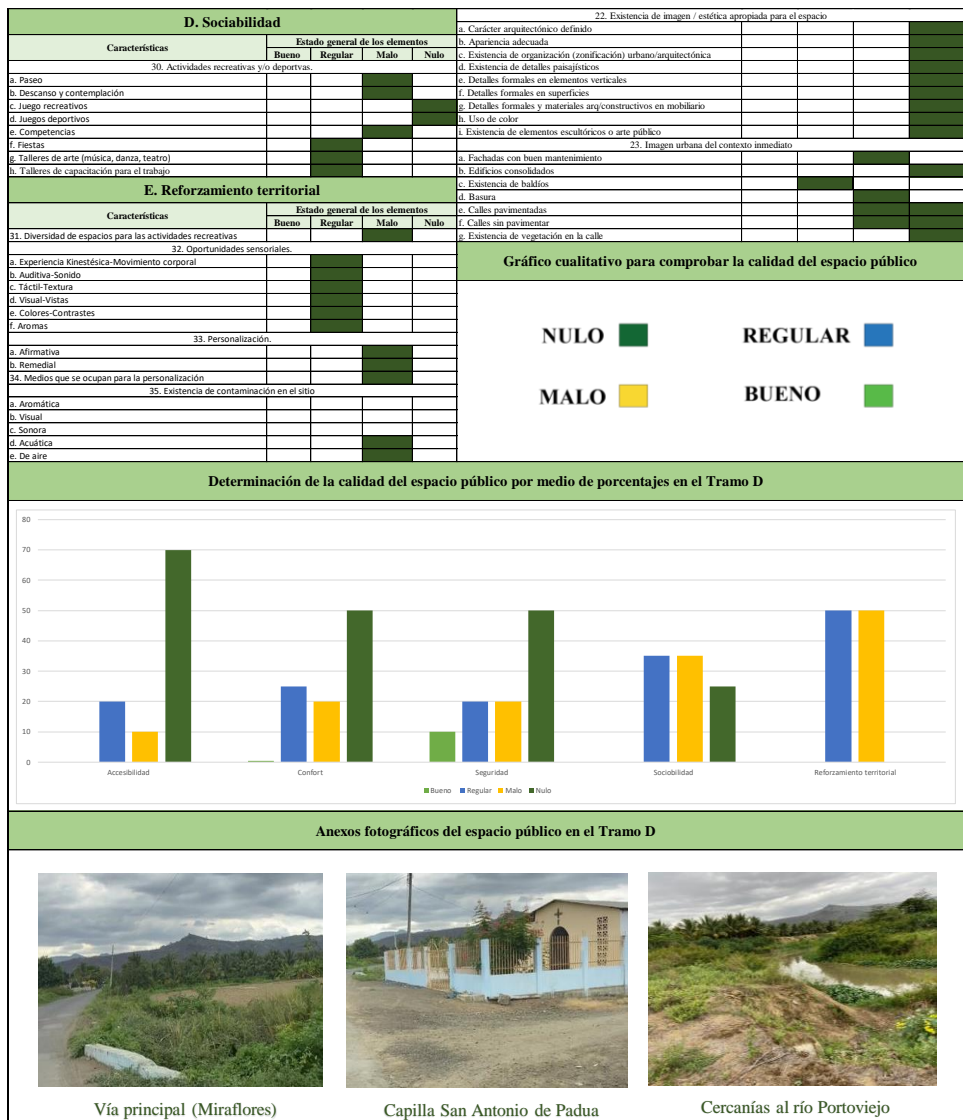 D. Sociabilidad
Características
Estado general de los elementos
Bueno Regular Malo Nulo
30. Actividades recreativas y/o deportvas.
a. Paseo
b. Descanso y contemplación
c. Juego recreativos
d. Juegos deportivos
e. Competencias
f. Fiestas
g. Talleres de arte (música, danza, teatro)
h. Talleres de capacitación para el trabajo
E. Reforzamiento territorial
Características
Estado general de los elementos
Bueno Regular Malo Nulo
31. Diversidad de espacios para las actividades recreativas
32. Oportunidades sensoriales.
a. Experiencia Kinestésica-Movimiento corporal
b. Auditiva-Sonido
c. Táctil-Textura
d. Visual-Vistas
e. Colores-Contrastes
f. Aromas
33. Personalización.
a. Afirmativa
b. Remedial
34. Medios que se ocupan para la personalización
35. Existencia de contaminación en el sitio
a. Aromática
b. Visual
c. Sonora
d. Acuática
e. De aire
22. Existencia de imagen / estética apropiada para el espacio
a. Carácter arquitectónico definido
b. Apariencia adecuada
c. Existencia de organización (zonificación) urbano/arquitectónica
d. Existencia de detalles paisajísticos
e. Detalles formales en elementos verticales
f. Detalles formales en superficies
g. Detalles formales y materiales arq/constructivos en mobiliario
h. Uso de color
i. Existencia de elementos escultóricos o arte público
23. Imagen urbana del contexto inmediato
a. Fachadas con buen mantenimiento
b. Edificios consolidados
c. Existencia de baldíos
d. Basura
e. Calles pavimentadas
f. Calles sin pavimentar
g. Existencia de vegetación en la calle
Gráfico cualitativo para comprobar la calidad del espacio público
NULO REGULAR
MALO BUENO
Determinación de la calidad del espacio público por medio de porcentajes en el Tramo D
80
70
60
50
40
30
20
10
0
Accesibilidad Confort Seguridad Sociobilidad Reforzamiento territorial
Bueno Regular Malo Nulo
Anexos fotográficos del espacio público en el Tramo D
Vía principal (Miraflores) Capilla San Antonio de Padua Cercanías al río Portoviejo